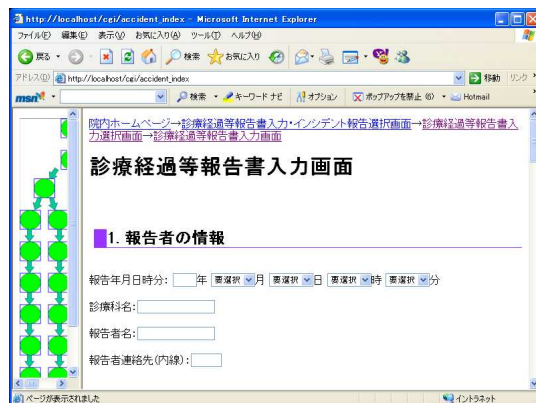 http://localhost/cgi/accident_index - Microsoft Internet Explorer
ファイル(F) 編集(E) 表示(V) お気に入り(A) ツール(T) ヘルプ(H)
戻る 検索 お気に入り
アドレス(D) http://localhost/cgi/accident_index 移動 リンク
msn 検索 キーワード ナビ オプション ポップアップを禁止 (6) Hotmail
院内ホームページ→診療経過等報告書入力・インシデント報告選択画面→診療経過等報告書入
力選択画面→診療経過等報告書入力画面
診療経過等報告書入力画面
1. 報告者の情報
報告年月日時分: 年 要選択 月 要選択 日 要選択 時 要選択 分
診療科名:
報告者名:
報告者連絡先(内線):
ページが表示されました イントラネット